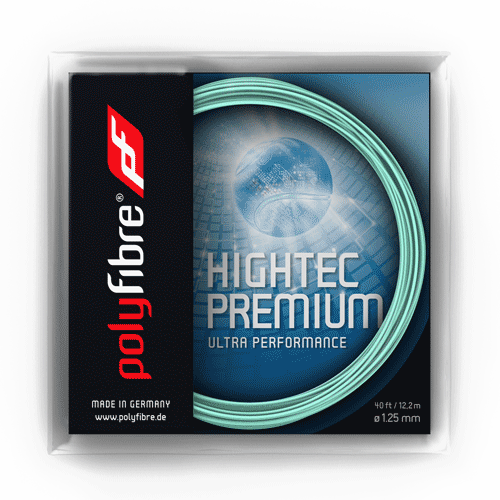 polyfibre®
MADE IN GERMANY
www.polyfibre.de
HIGHTEC
PREMIUM
ULTRA PERFORMANCE
40 ft / 12,2 m
ø 1.25 mm